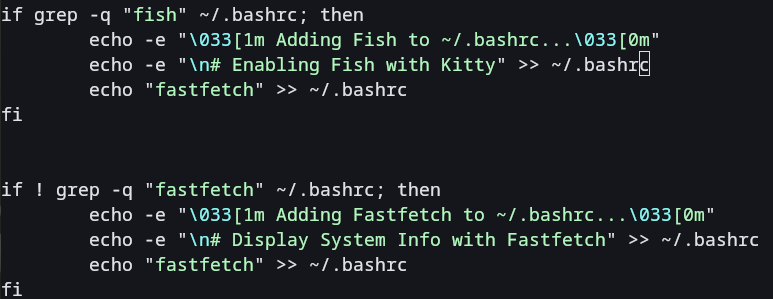 if grep -q "fish" ~/.bashrc; then
        echo -e "\033[1m Adding Fish to ~/.bashrc...\033[0m"
        echo -e "\n# Enabling Fish with Kitty" >> ~/.bashrc
        echo "fastfetch" >> ~/.bashrc
fi
if ! grep -q "fastfetch" ~/.bashrc; then
        echo -e "\033[1m Adding Fastfetch to ~/.bashrc...\033[0m"
        echo -e "\n# Display System Info with Fastfetch" >> ~/.bashrc
        echo "fastfetch" >> ~/.bashrc
fi